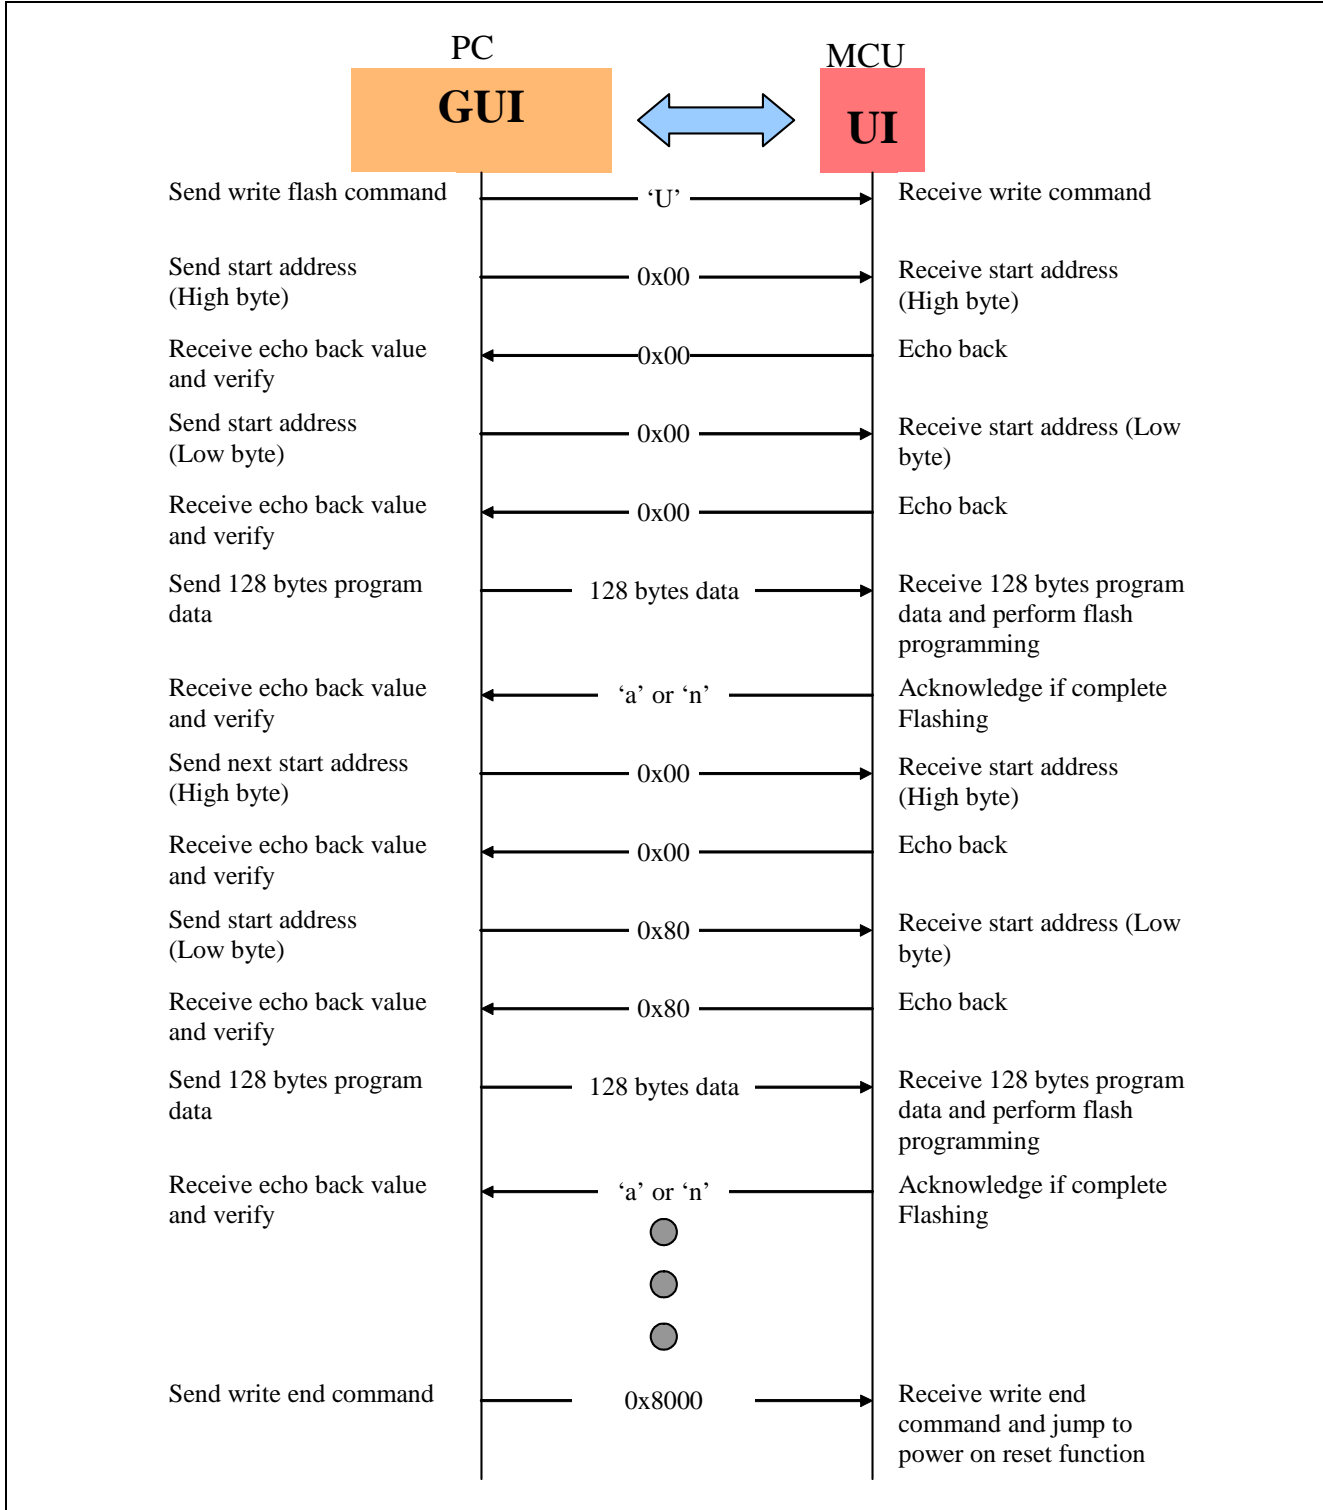 PC
MCU
GUI
UI
Send write flash command
‘U’
Receive write command
Send start address
(High byte)
0x00
Receive start address
(High byte)
Receive echo back value
and verify
0x00
Echo back
Send start address
(Low byte)
0x00
Receive start address (Low
byte)
Receive echo back value
and verify
0x00
Echo back
Send 128 bytes program
data
128 bytes data
Receive 128 bytes program
data and perform flash
programming
Receive echo back value
and verify
‘a’ or ‘n’
Acknowledge if complete
Flashing
Send next start address
(High byte)
0x00
Receive start address
(High byte)
Receive echo back value
and verify
0x00
Echo back
Send start address
(Low byte)
0x80
Receive start address (Low
byte)
Receive echo back value
and verify
0x80
Echo back
Send 128 bytes program
data
128 bytes data
Receive 128 bytes program
data and perform flash
programming
Receive echo back value
and verify
‘a’ or ‘n’
Acknowledge if complete
Flashing
Send write end command
0x8000
Receive write end
command and jump to
power on reset function